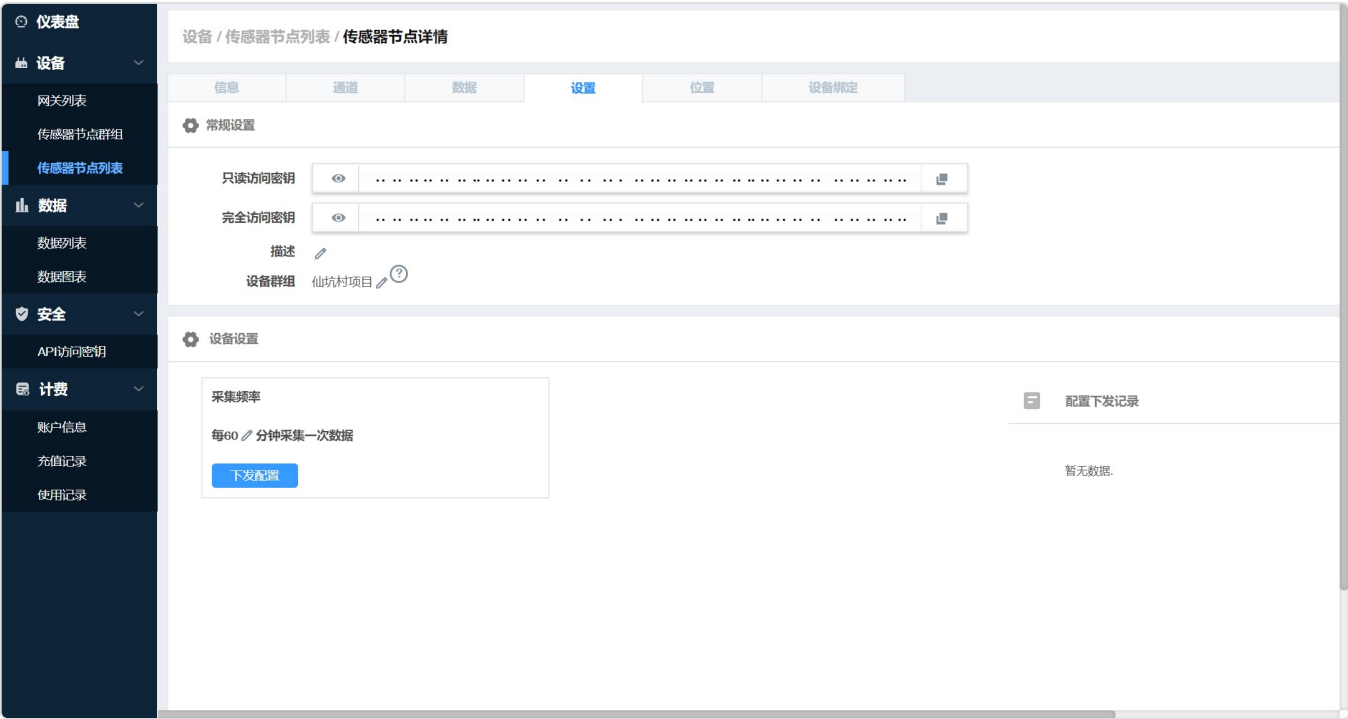 仪表盘
设备
网关列表
传感器节点群组
传感器节点列表
数据
数据列表
数据图表
安全
API访问密钥
计费
账户信息
充值记录
使用记录
设备 / 传感器节点列表 / 传感器节点详情
信息 通道 数据 设置 位置 设备绑定
常规设置
只读访问密钥
完全访问密钥
描述
设备群组 仙坑村项目 ?
设备设置
采集频率
每60 分钟采集一次数据
下发配置
配置下发记录
暂无数据.